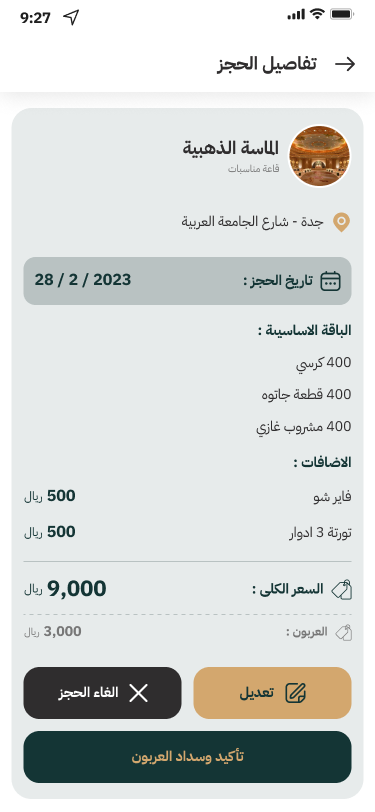 9:27
تفاصيل الحجز
الماسة الذهبية
قاعة مناسبات
جدة - شارع الجامعة العربية
تاريخ الحجز : 28 / 2 / 2023
الباقة الاساسيىة :
400 كرسي
400 قطعة جاتوه
400 مشروب غازي
الاضافات :
فاير شو 500 ريال
تورتة 3 ادوار 500 ريال
السعر الكلى : 9,000 ريال
العربون : 3,000 ريال
تعديل
الغاء الحجز
تأكيد وسداد العربون